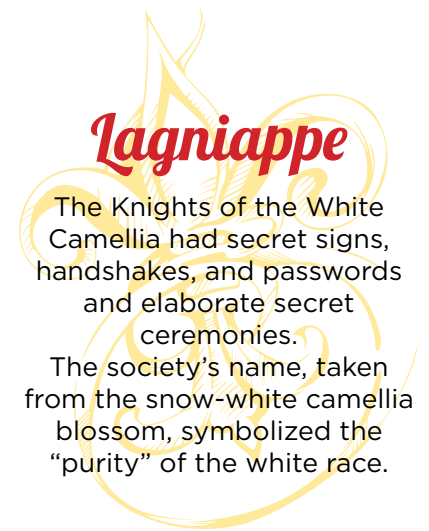 Lagniappe
The Knights of the White
Camellia had secret signs,
handshakes, and passwords
and elaborate secret
ceremonies.
The society’s name, taken
from the snow-white camellia
blossom, symbolized the
“purity” of the white race.